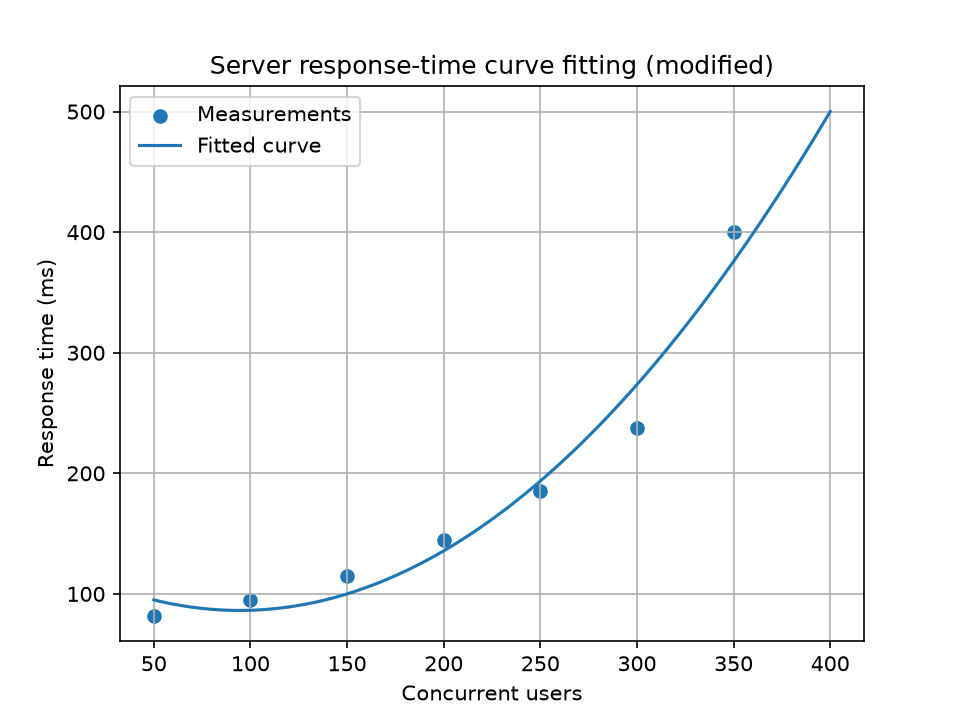 Server response-time curve fitting (modified)
Measurements
Fitted curve
500
400
300
200
100
Response time (ms)
50 100 150 200 250 300 350 400
Concurrent users